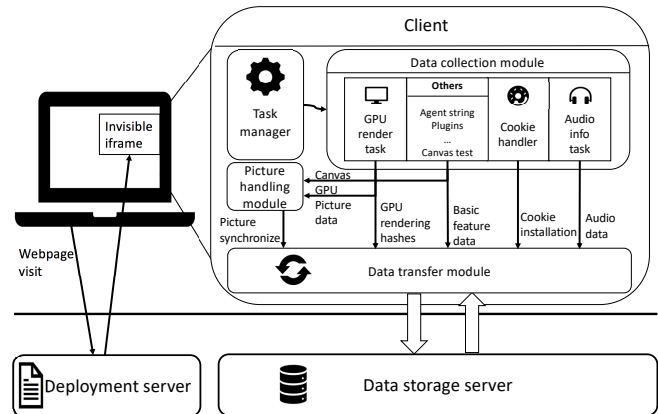 Client
Data collection module
Task
manager
GPU
render
task
Others
Agent string
Plugins
...
Canvas test
Cookie
handler
Audio
info
task
Invisible
iframe
Picture
handling
module
Canvas
GPU
Picture
data
Picture
synchronize
GPU
rendering
hashes
Basic
feature
data
Cookie
installation
Audio
data
Webpage
visit
Data transfer module
Deployment server
Data storage server